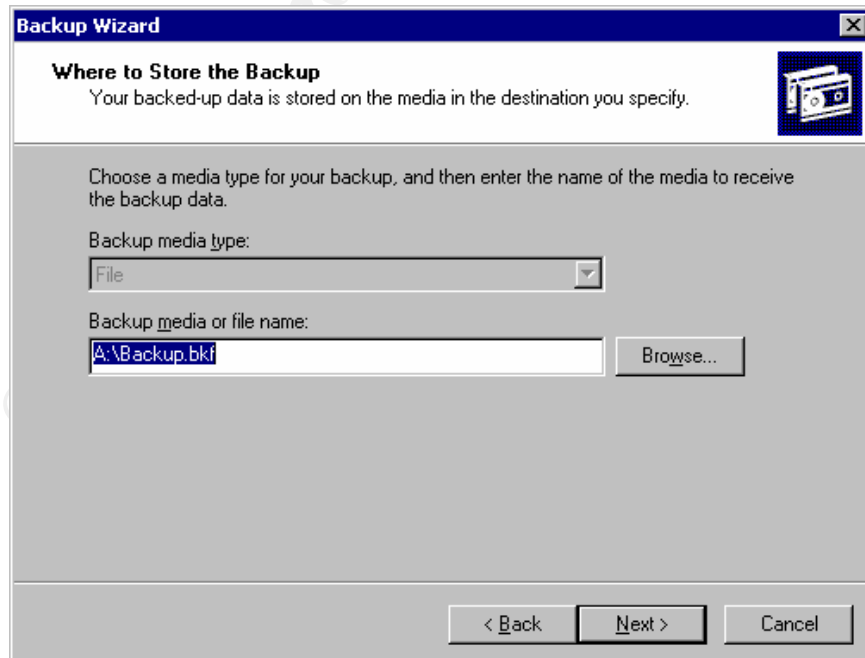 Backup Wizard
Where to Store the Backup
Your backed-up data is stored on the media in the destination you specify.
Choose a media type for your backup, and then enter the name of the media to receive
the backup data.
Backup media type:
File
Backup media or file name:
A:\Backup.bkf
Browse...
< Back
Next >
Cancel